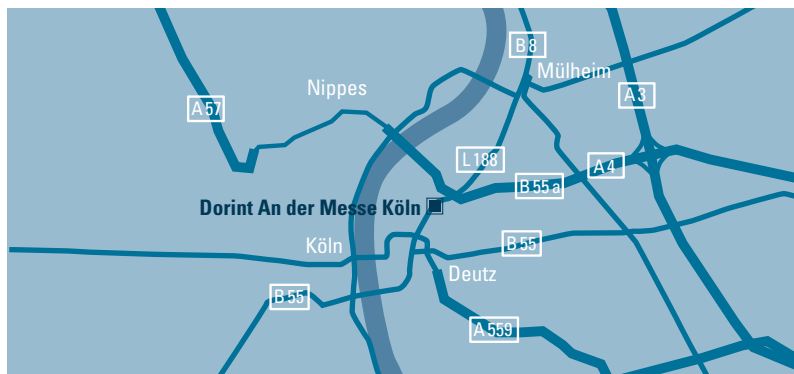 B 8
Mülheim
Nippes
A 3
A 57
L 188
A 4
B 55 a
Dorint An der Messe Köln
Köln
B 55
Deutz
B 55
A 559